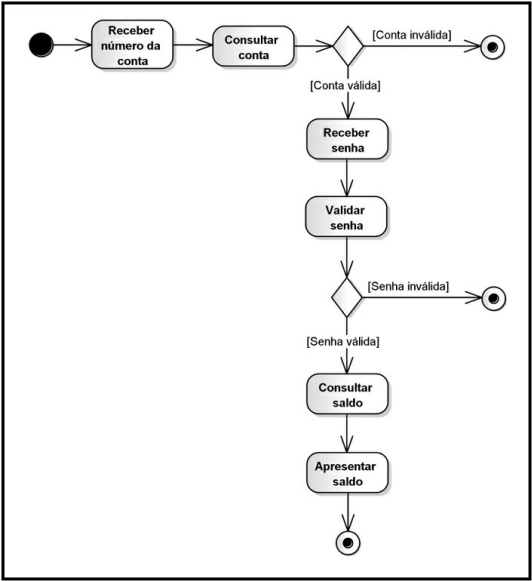 Receber
número da
conta
Consultar
conta
[Conta inválida]
[Conta válida]
Receber
senha
Validar
senha
[Senha inválida]
[Senha válida]
Consultar
saldo
Apresentar
saldo